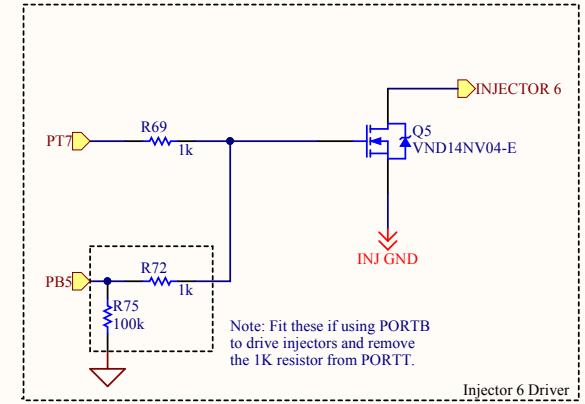 INJECTOR 6
R69
PT7
1k
Q5
VND14NV04-E
INJ GND
R72
PB5
1k
R75
100k
Note: Fit these if using PORTB
to drive injectors and remove
the 1K resistor from PORTT.
Injector 6 Driver